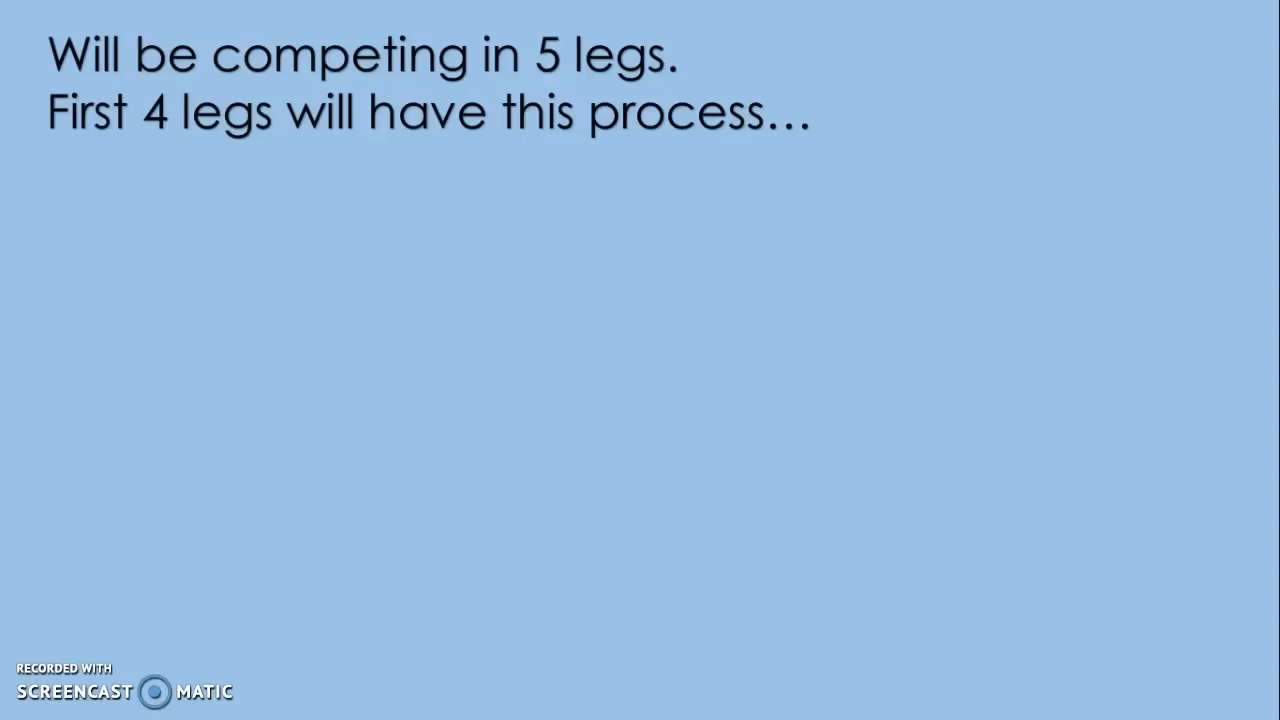 Will be competing in 5 legs.
First 4 legs will have this process...
RECORDED WITH
SCREENCAST MATIC